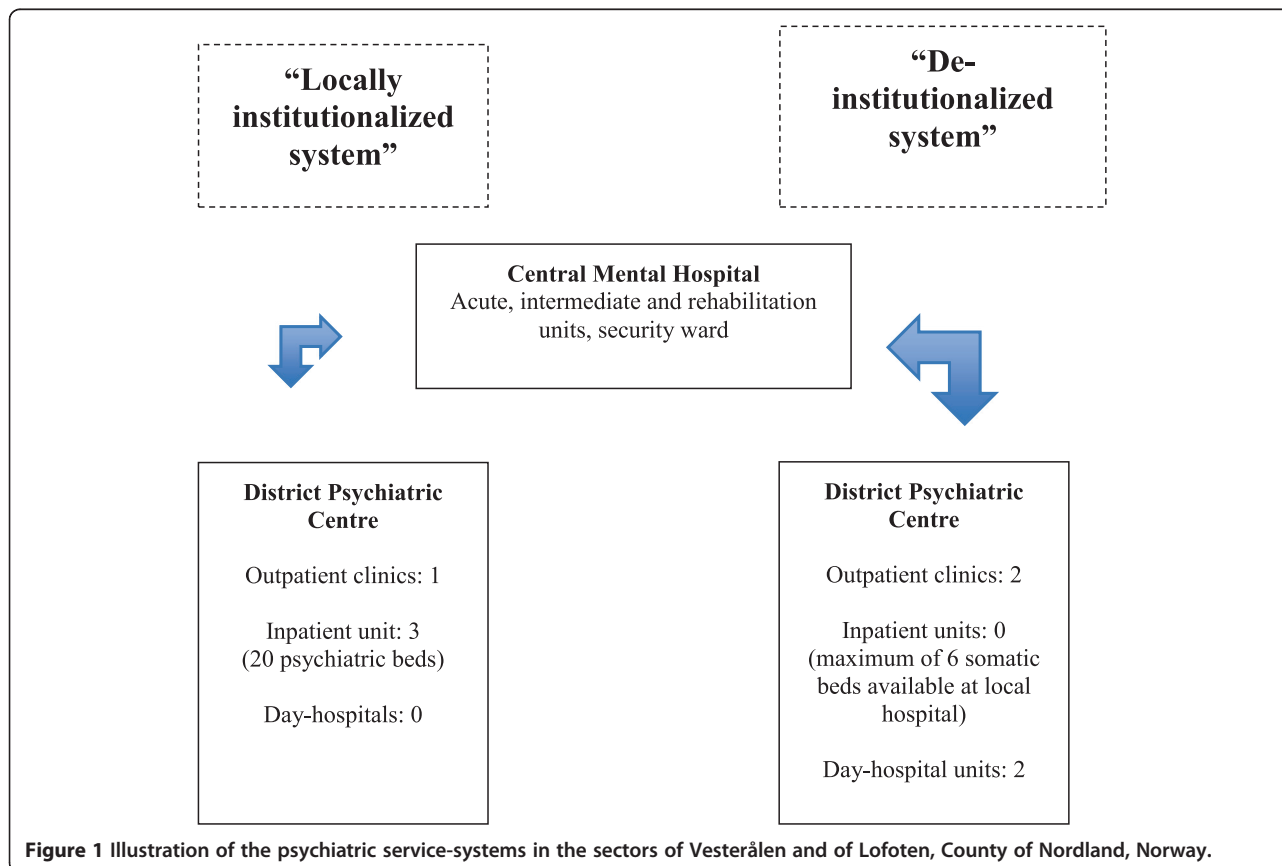 “Locally
institutionalized
system”
“De-
institutionalized
system”
Central Mental Hospital
Acute, intermediate and rehabilitation
units, security ward
District Psychiatric
Centre
Outpatient clinics: 1
Inpatient unit: 3
(20 psychiatric beds)
Day-hospitals: 0
District Psychiatric
Centre
Outpatient clinics: 2
Inpatient units: 0
(maximum of 6 somatic
beds available at local
hospital)
Day-hospital units: 2
Figure 1 Illustration of the psychiatric service-systems in the sectors of Vesterålen and of Lofoten, County of Nordland, Norway.